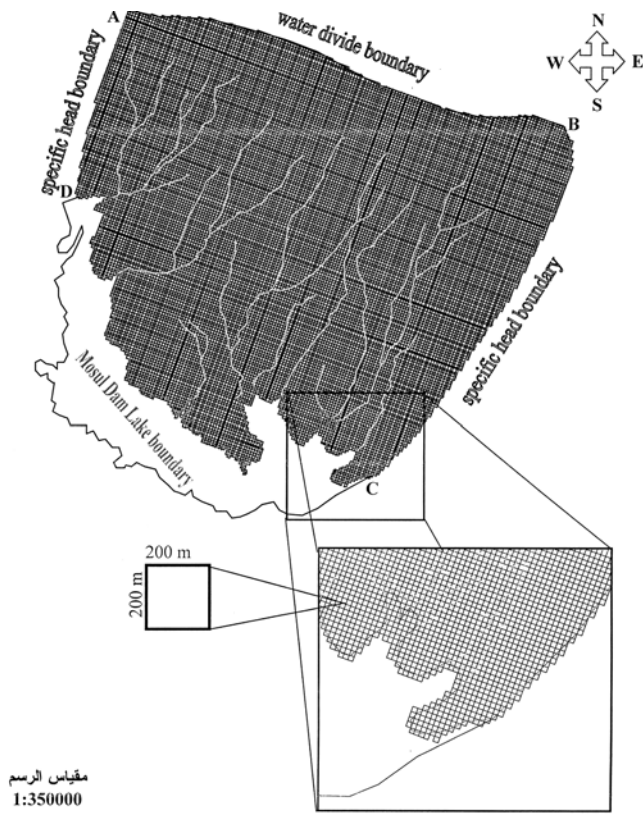 A
water divide boundary
N
W E
S
B
specific head boundary
D
specific head boundary
Mosul Dam Lake boundary
C
200 m
200 m
مقياس الرسم
1:350000